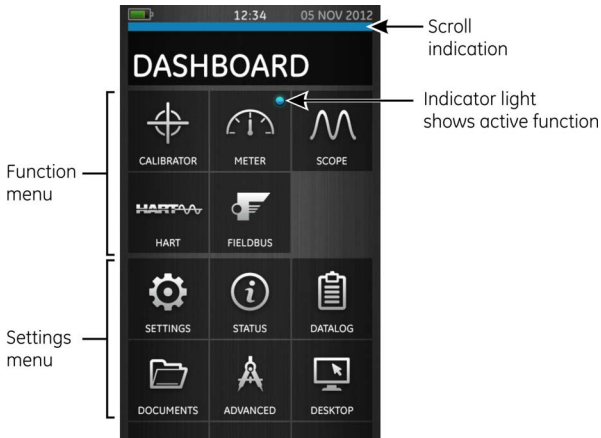 12:34 05 NOV 2012
Scroll
indication
DASHBOARD
Indicator light
shows active function
Function
menu
CALIBRATOR METER SCOPE
HART
HART FIELDBUS
Settings
menu
SETTINGS STATUS DATALOG
DOCUMENTS ADVANCED DESKTOP